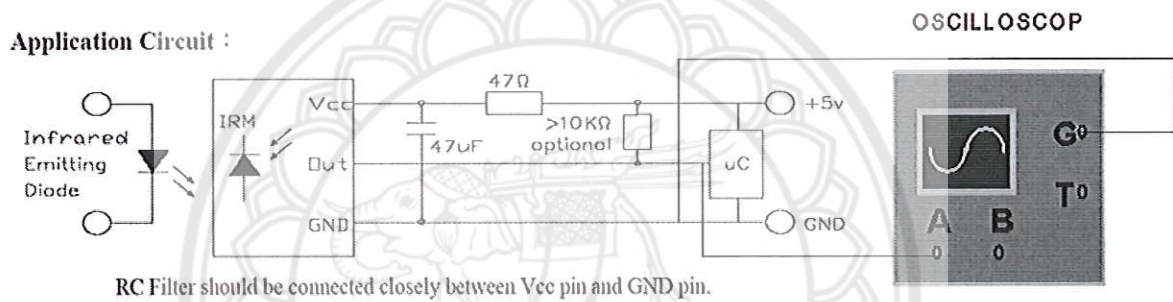 OSCILLOSCOP
Application Circuit :
Infrared
Emitting
Diode
IRM
Vcc
Out
GND
47uF
47Ω
>10KΩ
optional
uC
+5v
GND
G0
T0
A B
0 0
RC Filter should be connected closely between Vcc pin and GND pin.